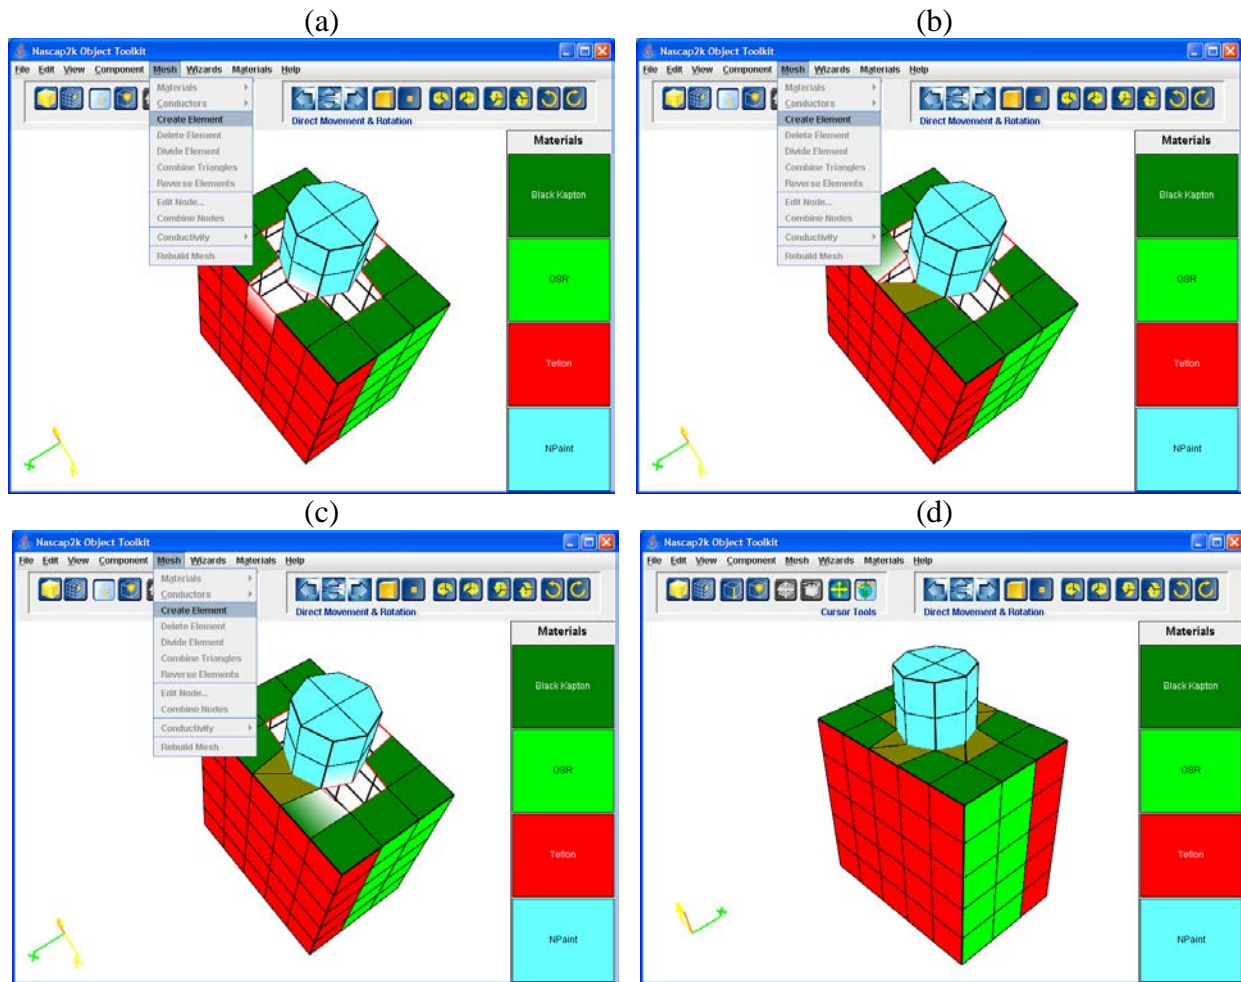 (a)
(b)
Nascap2k Object Toolkit
File Edit View Component Mesh Wizards Materials Help
Materials
Conductors
Create Element
Delete Element
Divide Element
Combine Triangles
Reverse Elements
Edit Node...
Combine Nodes
Conductivity
Rebuild Mesh
Direct Movement & Rotation
Materials
Black Kapton
OSR
Teflon
NPaint
X
Nascap2k Object Toolkit
File Edit View Component Mesh Wizards Materials Help
Materials
Conductors
Create Element
Delete Element
Divide Element
Combine Triangles
Reverse Elements
Edit Node...
Combine Nodes
Conductivity
Rebuild Mesh
Direct Movement & Rotation
Materials
Black Kapton
OSR
Teflon
NPaint
X
(c)
(d)
Nascap2k Object Toolkit
File Edit View Component Mesh Wizards Materials Help
Materials
Conductors
Create Element
Delete Element
Divide Element
Combine Triangles
Reverse Elements
Edit Node...
Combine Nodes
Conductivity
Rebuild Mesh
Direct Movement & Rotation
Materials
Black Kapton
OSR
Teflon
NPaint
X
Nascap2k Object Toolkit
File Edit View Component Mesh Wizards Materials Help
Cursor Tools
Direct Movement & Rotation
Materials
Black Kapton
OSR
Teflon
NPaint
X